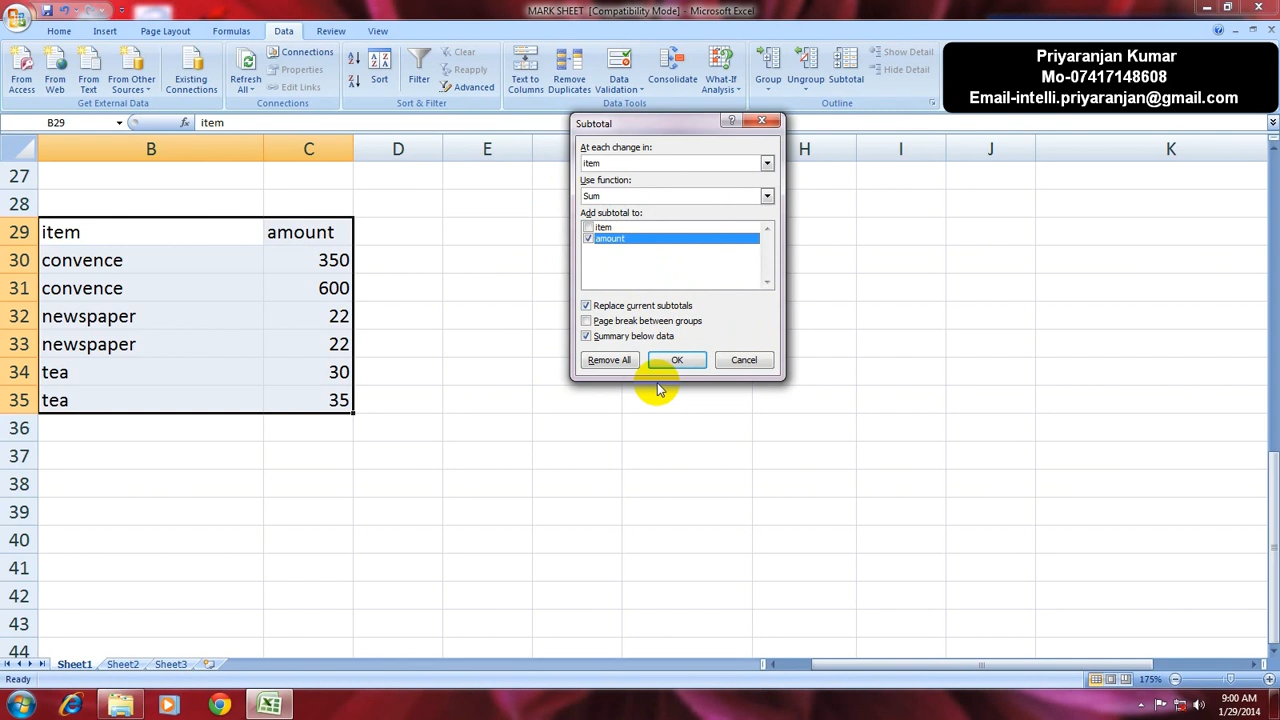 MARK SHEET [Compatibility Mode] - Microsoft Excel
Home Insert Page Layout Formulas Data Review View
From Access
From Web
From Text
From Other Sources
Existing Connections
Get External Data
Refresh All
Connections
Properties
Edit Links
Connections
Sort
Filter
Clear
Reapply
Advanced
Sort & Filter
Text to Columns
Remove Duplicates
Data Validation
Consolidate
What-If Analysis
Data Tools
Group
Ungroup
Subtotal
Show Detail
Hide Detail
Outline
Priyaranjan Kumar
Mo-07417148608
Email-intelli.priyaranjan@gmail.com
B29 fx item
B C D E H I J K
27
28
29 item amount
30 convence 350
31 convence 600
32 newspaper 22
33 newspaper 22
34 tea 30
35 tea 35
36
37
38
39
40
41
42
43
44
Subtotal
At each change in:
item
Use function:
Sum
Add subtotal to:
item
amount
Replace current subtotals
Page break between groups
Summary below data
Remove All OK Cancel
Sheet1 Sheet2 Sheet3
Ready 175%
9:00 AM
1/29/2014